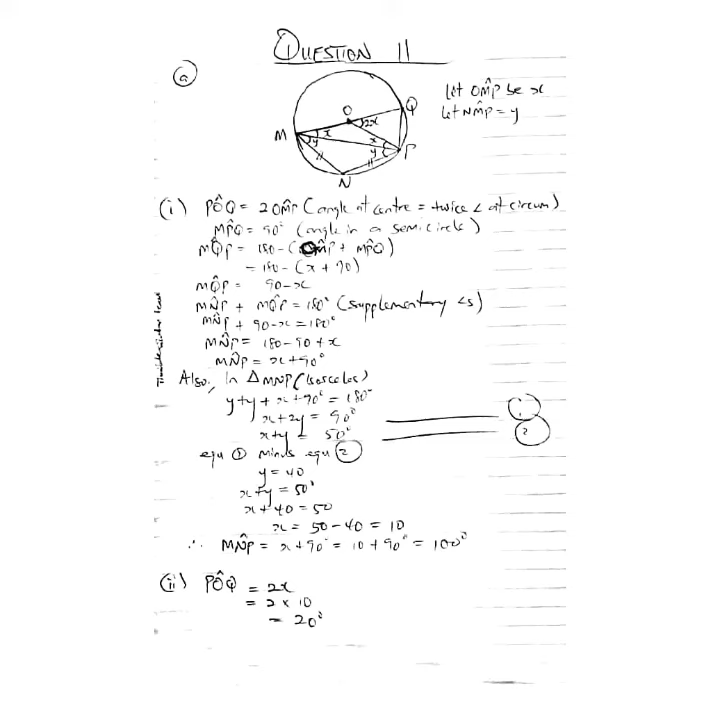 QUESTION 11
(a)
Let OM̂P be x
Let NM̂P = y
O
Q
2x
M
x
y
x
y
P
N
(i) PÔQ = 2OM̂P (angle at centre = twice < at circum)
MP̂Q = 90° (angle in a semicircle)
MQ̂P = 180 - (OM̂P + MP̂Q)
= 180 - (x + 90)
MQ̂P = 90 - x
MN̂P + MQ̂P = 180° (supplementary <s)
MN̂P + 90 - x = 180°
MN̂P = 180 - 90 + x
MN̂P = x + 90°
Also, In △MNP (Isosceles)
y + y + x + 90° = 180°
x + 2y = 90° (1)
x + y = 50° (2)
equ (1) minus equ (2)
y = 40
x + y = 50°
x + 40 = 50
x = 50 - 40 = 10
∴ MN̂P = x + 90° = 10 + 90° = 100°
(ii) PÔQ = 2x
= 2 x 10
= 20°